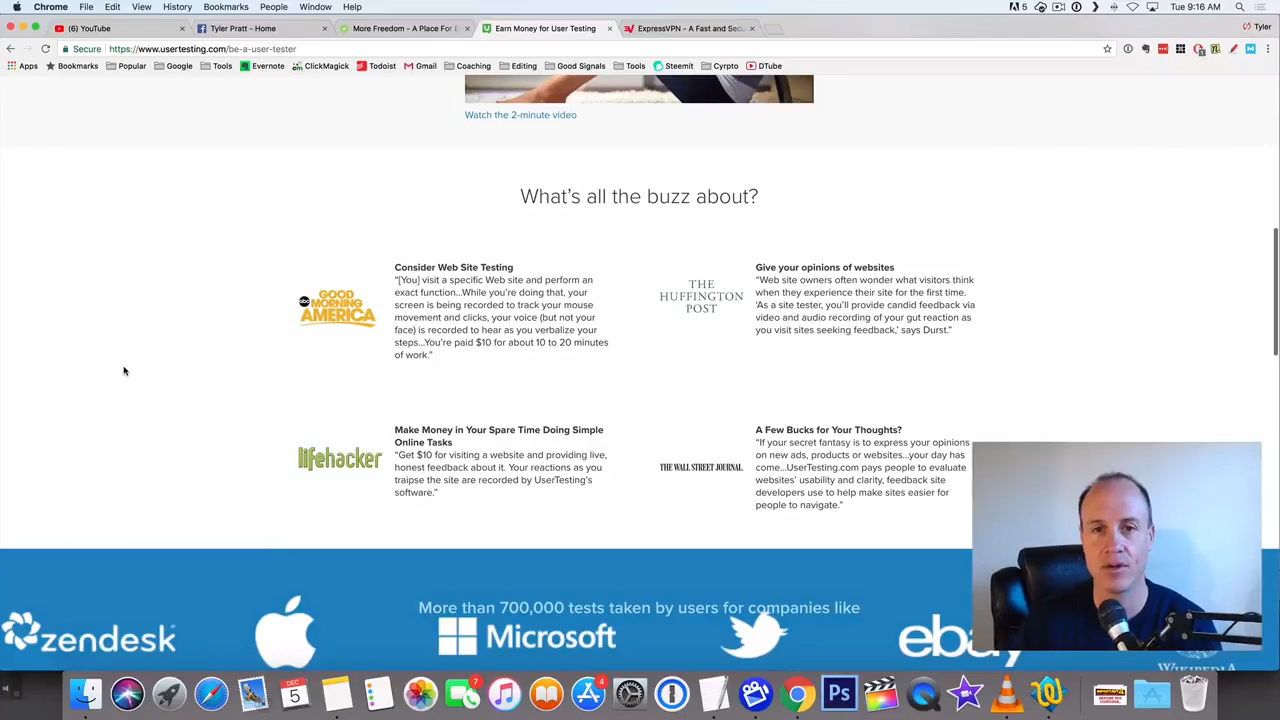 Chrome File Edit View History Bookmarks People Window Help
5 Tue 9:16 AM
(6) YouTube
Tyler Pratt - Home
More Freedom - A Place For E
Earn Money for User Testing
ExpressVPN - A Fast and Secu
Tyler
Secure https://www.usertesting.com/be-a-user-tester
Apps Bookmarks Popular Google Tools Evernote ClickMagick Todoist Gmail Coaching Editing Good Signals Tools Steemit Cyrpto DTube
Watch the 2-minute video
What's all the buzz about?
abc
GOOD
MORNING
AMERICA
Consider Web Site Testing
"[You] visit a specific Web site and perform an
exact function...While you're doing that, your
screen is being recorded to track your mouse
movement and clicks, your voice (but not your
face) is recorded to hear as you verbalize your
steps...You're paid $10 for about 10 to 20 minutes
of work."
THE
HUFFINGTON
POST
Give your opinions of websites
"Web site owners often wonder what visitors think
when they experience their site for the first time.
'As a site tester, you'll provide candid feedback via
video and audio recording of your gut reaction as
you visit sites seeking feedback,' says Durst."
lifehacker
Make Money in Your Spare Time Doing Simple
Online Tasks
"Get $10 for visiting a website and providing live,
honest feedback about it. Your reactions as you
traipse the site are recorded by UserTesting's
software."
THE WALL STREET JOURNAL
A Few Bucks for Your Thoughts?
"If your secret fantasy is to express your opinions
on new ads, products or websites...your day has
come...UserTesting.com pays people to evaluate
websites' usability and clarity, feedback site
developers use to help make sites easier for
people to navigate."
More than 700,000 tests taken by users for companies like
zendesk
Microsoft
ebay
WIKIPEDIA
DEC
5
7
4
Ps